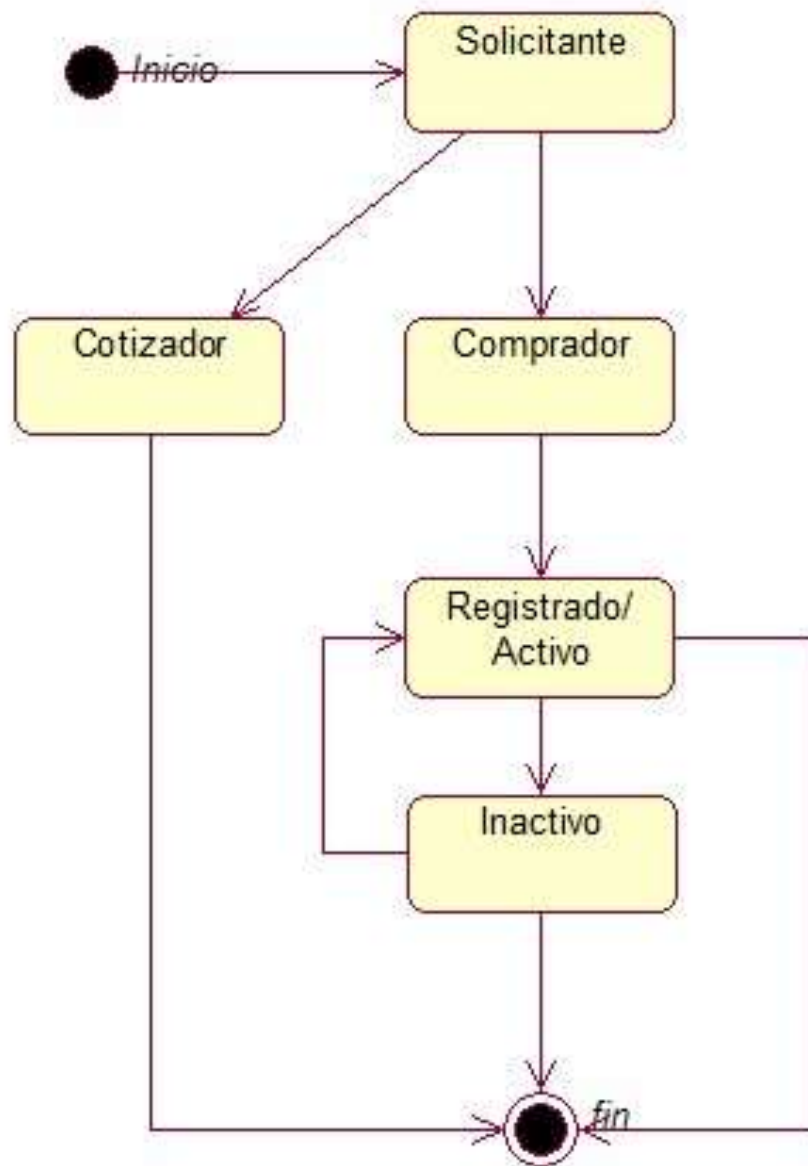 Solicitante
Inicio
Cotizador
Comprador
Registrado/
Activo
Inactivo
fin